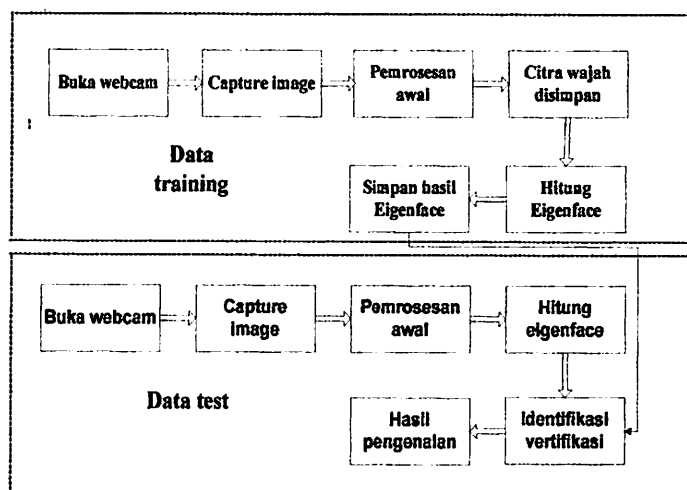 Buka webcam
Capture image
Pemrosesan
awal
Citra wajah
disimpan
Data
training
Simpan hasil
Eigenface
Hitung
Eigenface
Buka webcam
Capture
image
Pemrosesan
awal
Hitung
eigenface
Data test
Hasil
pengenalan
Identifikasi
vertifikasi